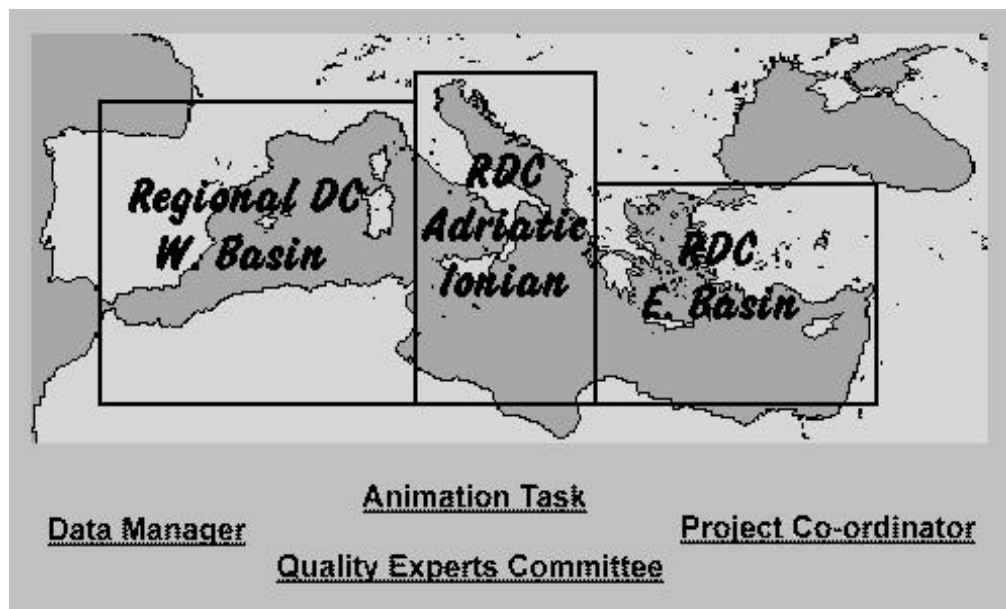 Regional DC
W. Basin
RDC
Adriatic
Ionian
RDC
E. Basin
Animation Task
Data Manager
Project Co-ordinator
Quality Experts Committee